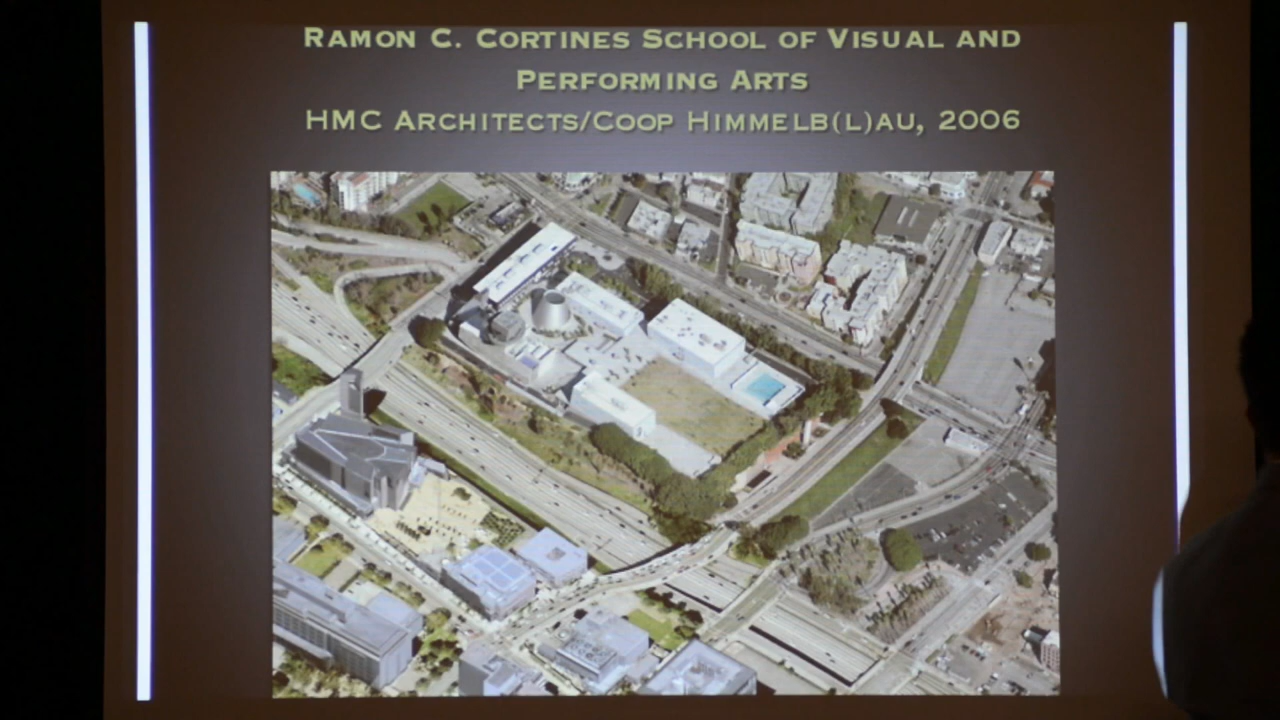 Ramon C. Cortines School of Visual and
Performing Arts
HMC Architects/Coop Himmelb(l)au, 2006